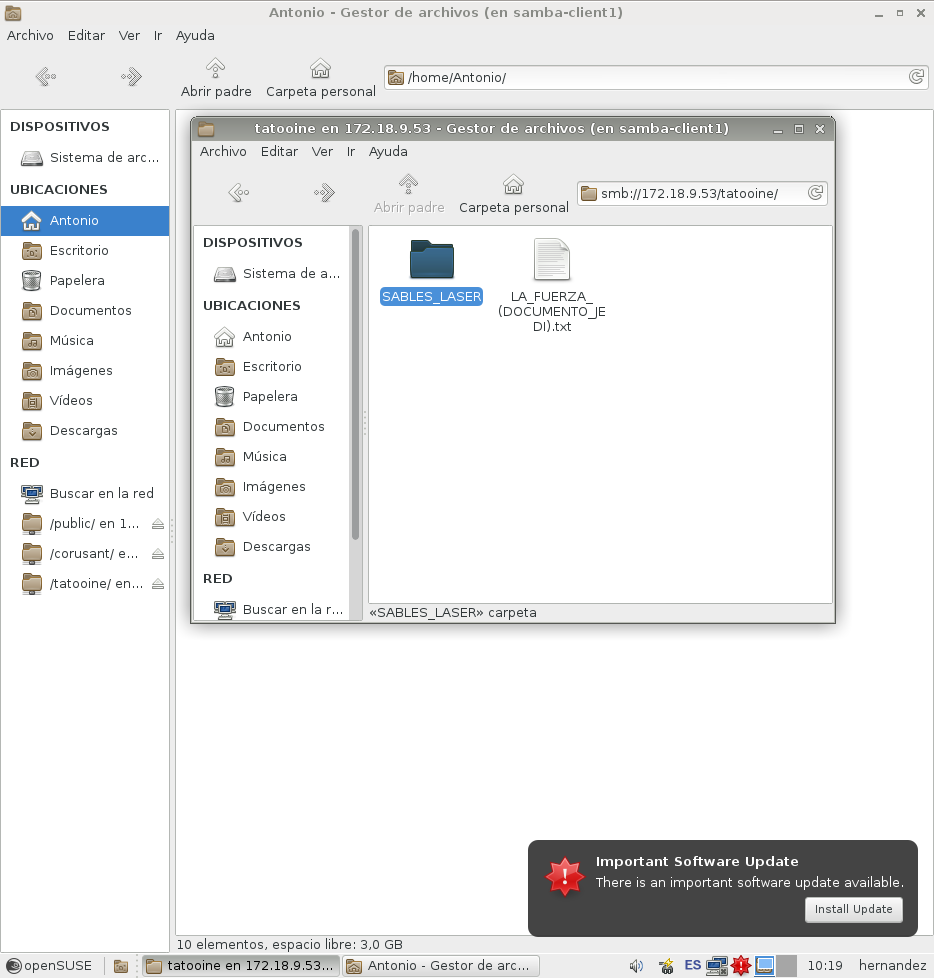 Antonio - Gestor de archivos (en samba-client1)
Archivo Editar Ver Ir Ayuda
Abrir padre Carpeta personal /home/Antonio/
DISPOSITIVOS
Sistema de arc...
UBICACIONES
Antonio
Escritorio
Papelera
Documentos
Música
Imágenes
Vídeos
Descargas
RED
Buscar en la red
/public/ en 1...
/corusant/ e...
/tatooine/ en...
tatooine en 172.18.9.53 - Gestor de archivos (en samba-client1)
Archivo Editar Ver Ir Ayuda
Abrir padre Carpeta personal smb://172.18.9.53/tatooine/
DISPOSITIVOS
Sistema de a...
UBICACIONES
Antonio
Escritorio
Papelera
Documentos
Música
Imágenes
Vídeos
Descargas
RED
Buscar en la r...
SABLES_LASER
LA_FUERZA_
(DOCUMENTO_JE
DI).txt
«SABLES_LASER» carpeta
Important Software Update
There is an important software update available.
Install Update
10 elementos, espacio libre: 3,0 GB
openSUSE tatooine en 172.18.9.53... Antonio - Gestor de arc... ES 10:19 hernandez